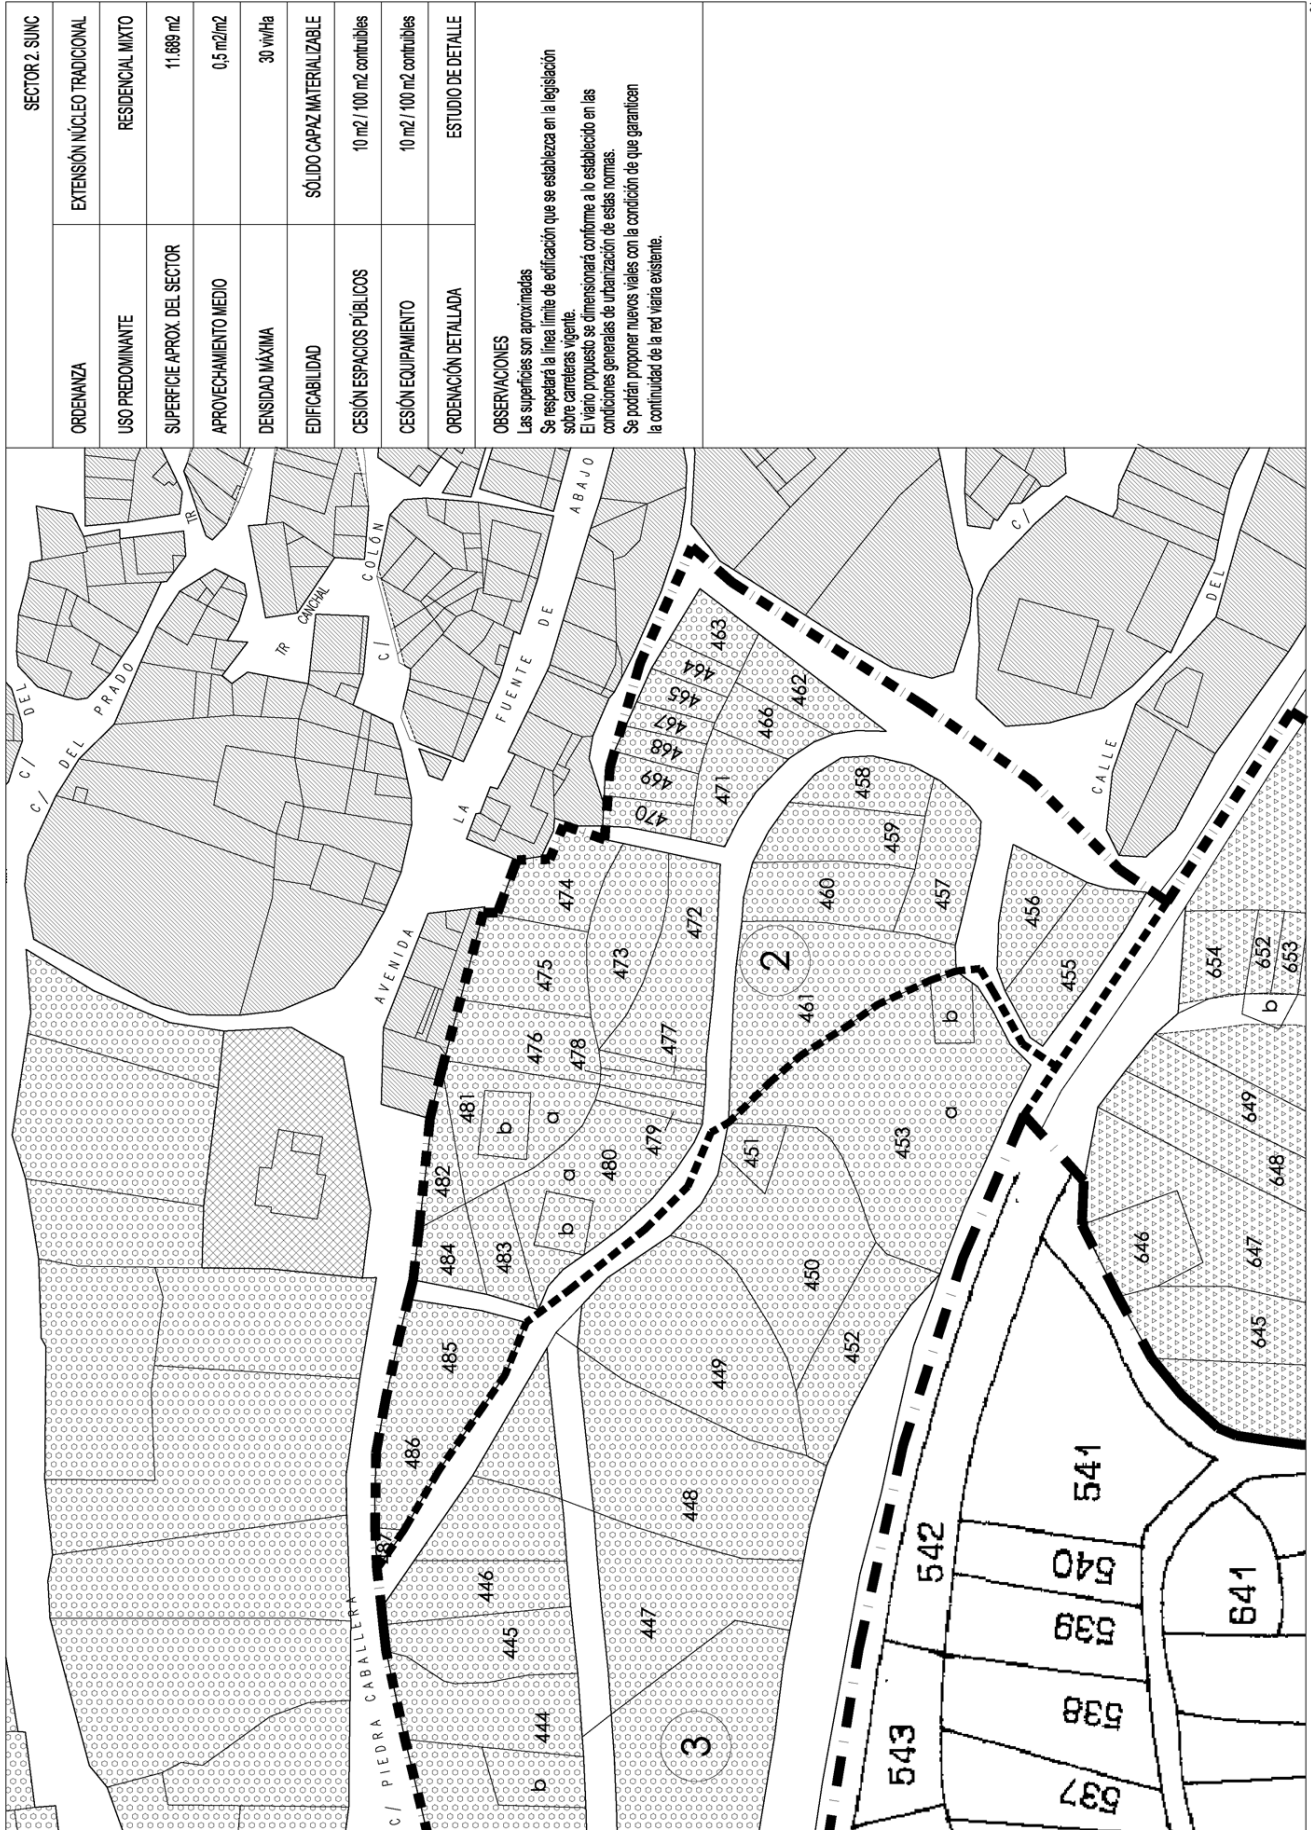 SECTOR 2. SUNC
ORDENANZA EXTENSIÓN NÚCLEO TRADICIONAL
USO PREDOMINANTE RESIDENCIAL MIXTO
SUPERFICIE APROX. DEL SECTOR 11.689 m2
APROVECHAMIENTO MEDIO 0,5 m2/m2
DENSIDAD MÁXIMA 30 viv/Ha
EDIFICABILIDAD SÓLIDO CAPAZ MATERIALIZABLE
CESIÓN ESPACIOS PÚBLICOS 10 m2 / 100 m2 contruibles
CESIÓN EQUIPAMIENTO 10 m2 / 100 m2 contruibles
ORDENACIÓN DETALLADA ESTUDIO DE DETALLE
OBSERVACIONES
Las superficies son aproximadas
Se respetará la línea límite de edificación que se establezca en la legislación
sobre carreteras vigente.
El viario propuesto se dimensionará conforme a lo establecido en las
condiciones generalas de urbanización de estas normas.
Se podrán proponer nuevos viales con la condición de que garanticen
la continuidad de la red viaria existente.
C/ DEL
C/ DEL PRADO
TR
TR CANCHAL
C/ COLÓN
AVENIDA LA FUENTE DE ABAJO
C/
CALLE DEL
C/ PIEDRA CABALLERA
463
464
465
467
468
469
470
462
466
471
458
459
460
457
456
455
474
475
476
473
472
477
478
479
480
481
482
483
484
485
486
487
a
b
a
b
2
461
b
a
453
451
450
452
449
448
447
446
445
444
b
3
654
652
653
b
649
648
647
646
645
541
542
543
540
539
538
537
641